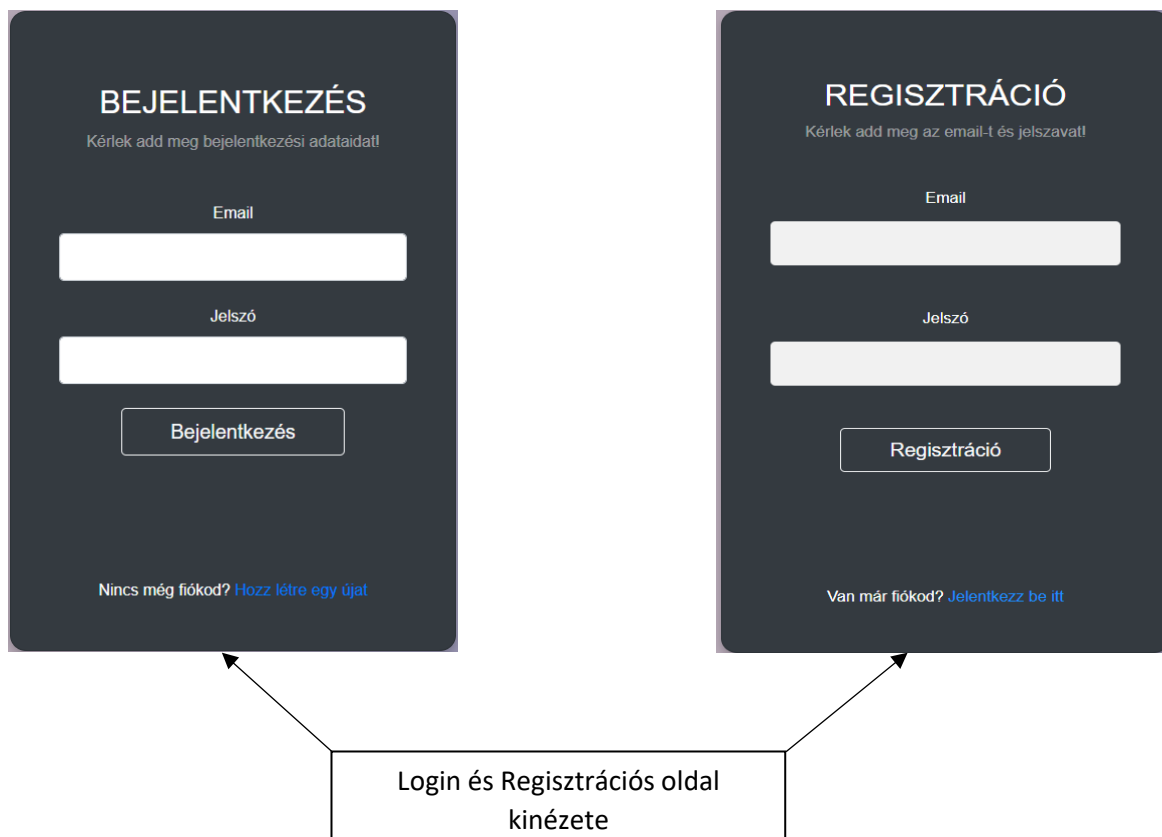 BEJELENTKEZÉS
Kérlek add meg bejelentkezési adataidat!
Email
Jelszó
Bejelentkezés
Nincs még fiókod? Hozz létre egy újat
REGISZTRÁCIÓ
Kérlek add meg az email-t és jelszavat!
Email
Jelszó
Regisztráció
Van már fiókod? Jelentkezz be itt
Login és Regisztrációs oldal
kinézete